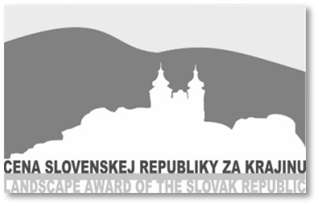 CENA SLOVENSKEJ REPUBLIKY ZA KRAJINU
LANDSCAPE AWARD OF THE SLOVAK REPUBLIC